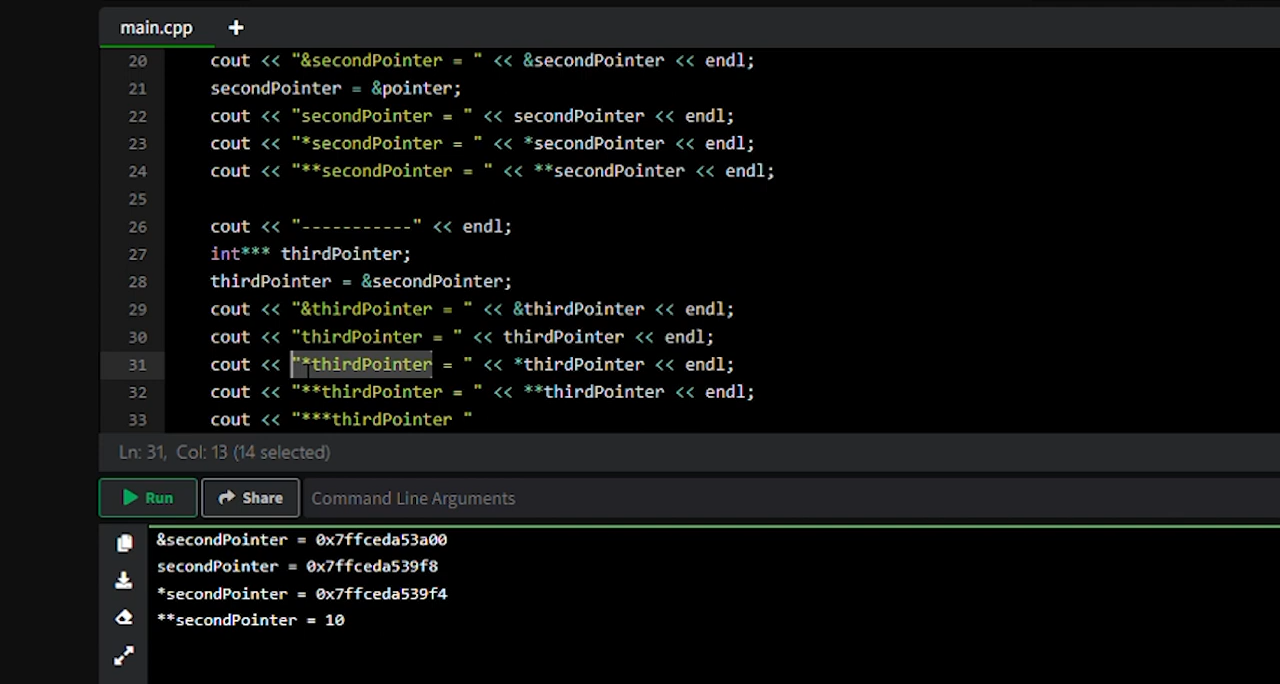 main.cpp +
20 cout << "&secondPointer = " << &secondPointer << endl;
21 secondPointer = &pointer;
22 cout << "secondPointer = " << secondPointer << endl;
23 cout << "*secondPointer = " << *secondPointer << endl;
24 cout << "**secondPointer = " << **secondPointer << endl;
25
26 cout << "-----------" << endl;
27 int*** thirdPointer;
28 thirdPointer = &secondPointer;
29 cout << "&thirdPointer = " << &thirdPointer << endl;
30 cout << "thirdPointer = " << thirdPointer << endl;
31 cout << "*thirdPointer = " << *thirdPointer << endl;
32 cout << "**thirdPointer = " << **thirdPointer << endl;
33 cout << "***thirdPointer "
Ln: 31, Col: 13 (14 selected)
Run Share Command Line Arguments
&secondPointer = 0x7ffceda53a00
secondPointer = 0x7ffceda539f8
*secondPointer = 0x7ffceda539f4
**secondPointer = 10